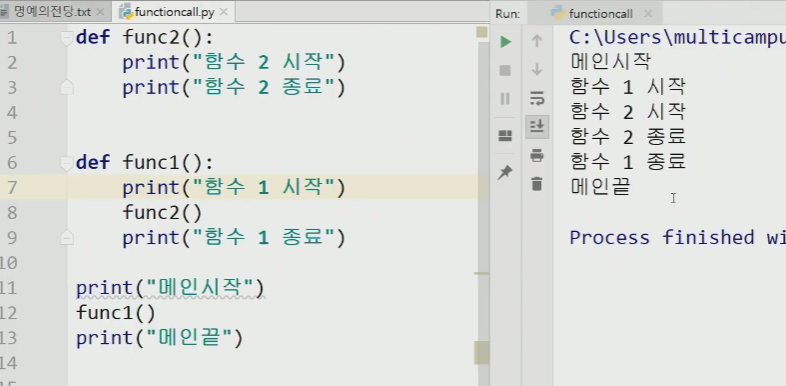 명예의전당.txt
functioncall.py
Run:
functioncall
1 def func2():
2 print("함수 2 시작")
3 print("함수 2 종료")
4
5
6 def func1():
7 print("함수 1 시작")
8 func2()
9 print("함수 1 종료")
10
11 print("메인시작")
12 func1()
13 print("메인끝")
14
C:\Users\multicampu
메인시작
함수 1 시작
함수 2 시작
함수 2 종료
함수 1 종료
메인끝
Process finished wi